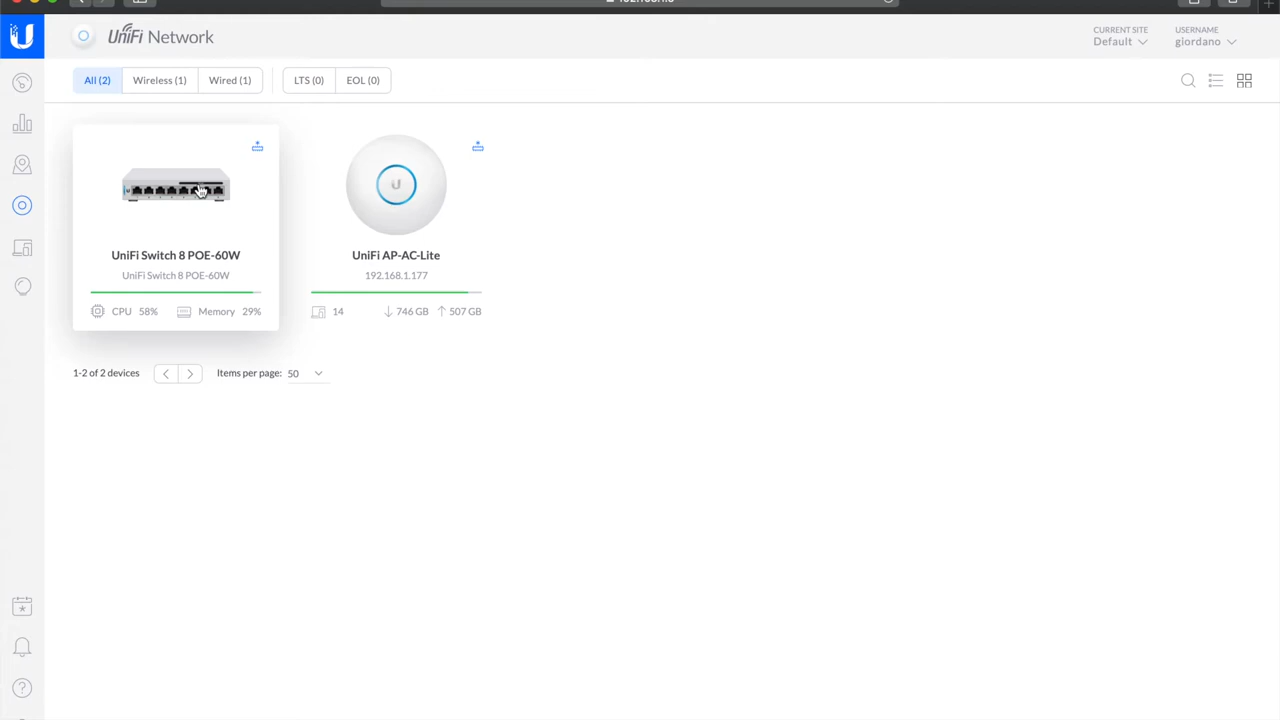 UniFi Network
CURRENT SITE
Default
USERNAME
giordano
All (2)
Wireless (1)
Wired (1)
LTS (0)
EOL (0)
UniFi Switch 8 POE-60W
UniFi Switch 8 POE-60W
CPU 58% Memory 29%
U
UniFi AP-AC-Lite
192.168.1.177
14 746 GB 507 GB
1-2 of 2 devices
Items per page: 50